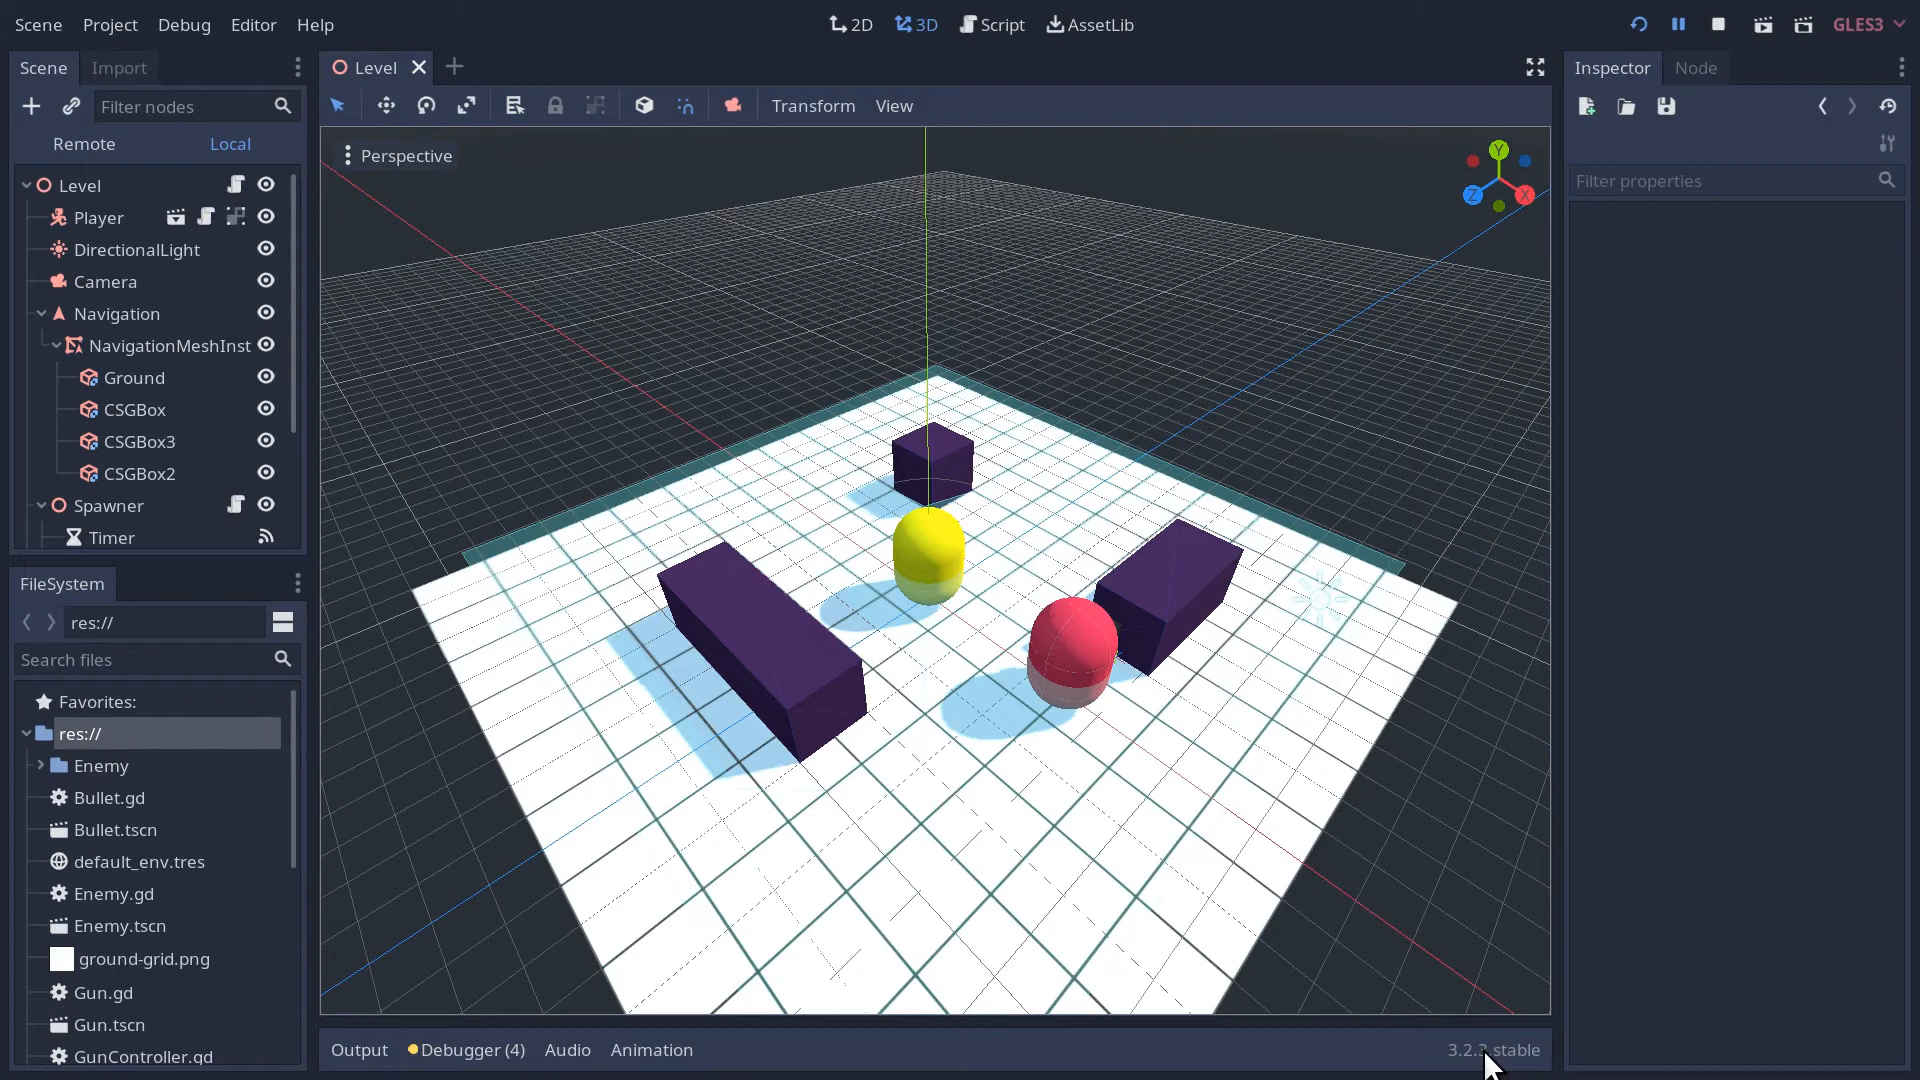 Scene Project Debug Editor Help 2D 3D Script AssetLib GLES3
Scene Import
Level
Inspector Node
Filter nodes
Transform View
Remote Local
Perspective
Y
Z X
Filter properties
Level
Player
DirectionalLight
Camera
Navigation
NavigationMeshInst
Ground
CSGBox
CSGBox3
CSGBox2
Spawner
Timer
FileSystem
res://
Search files
Favorites:
res://
Enemy
Bullet.gd
Bullet.tscn
default_env.tres
Enemy.gd
Enemy.tscn
ground-grid.png
Gun.gd
Gun.tscn
GunController.gd
Output Debugger (4) Audio Animation
stable